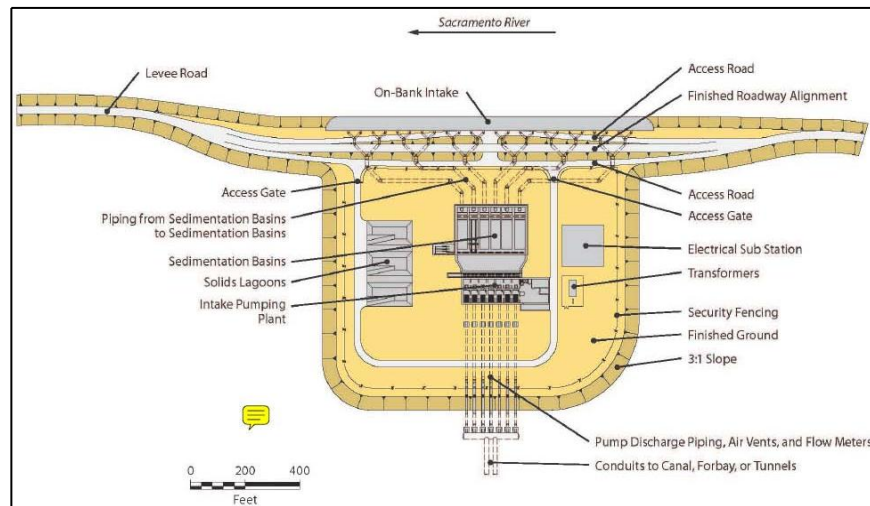 Sacramento River
Levee Road
On-Bank Intake
Access Road
Finished Roadway Alignment
Access Gate
Piping from Sedimentation Basins
to Sedimentation Basins
Sedimentation Basins
Solids Lagoons
Intake Pumping
Plant
Access Road
Access Gate
Electrical Sub Station
Transformers
Security Fencing
Finished Ground
3:1 Slope
Pump Discharge Piping, Air Vents, and Flow Meters
Conduits to Canal, Forbay, or Tunnels
0 200 400
Feet